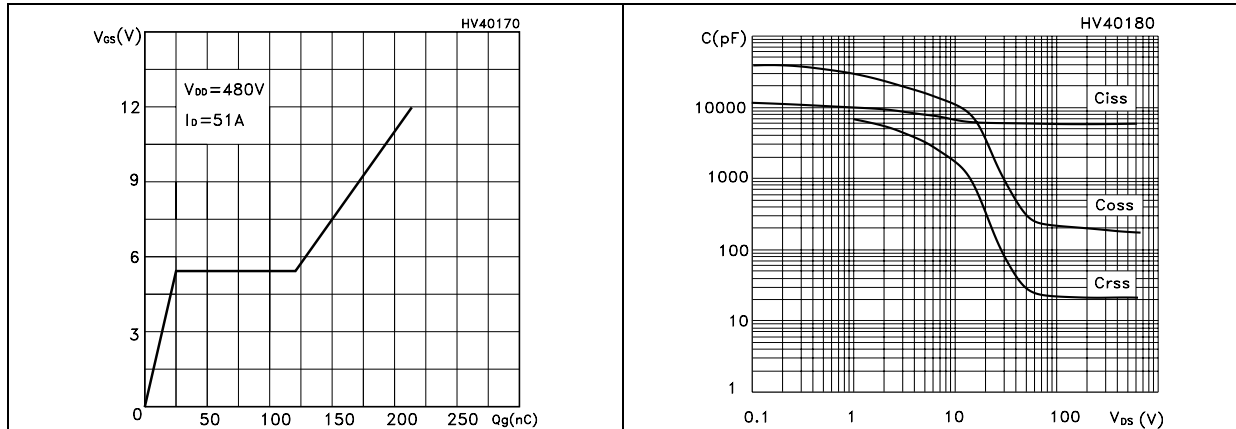 HV40170
VGS(V)
VDD=480V
ID=51A
12
9
6
3
0
50
100
150
200
250
Qg(nC)
HV40180
C(pF)
10000
1000
100
10
1
Ciss
Coss
Crss
0.1
1
10
100
VDS (V)